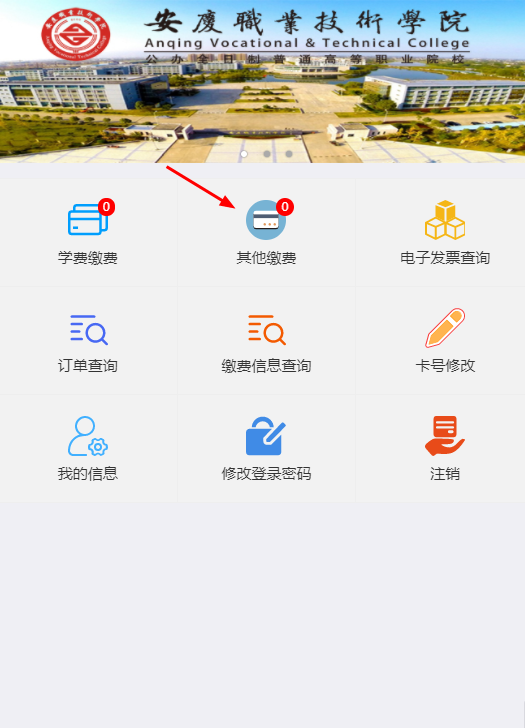 安慶職業技術學院
Anqing Vocational & Technical College
公办全日制普通高等职业院校
0
0
学费缴费
其他缴费
电子发票查询
订单查询
缴费信息查询
卡号修改
我的信息
修改登录密码
注销